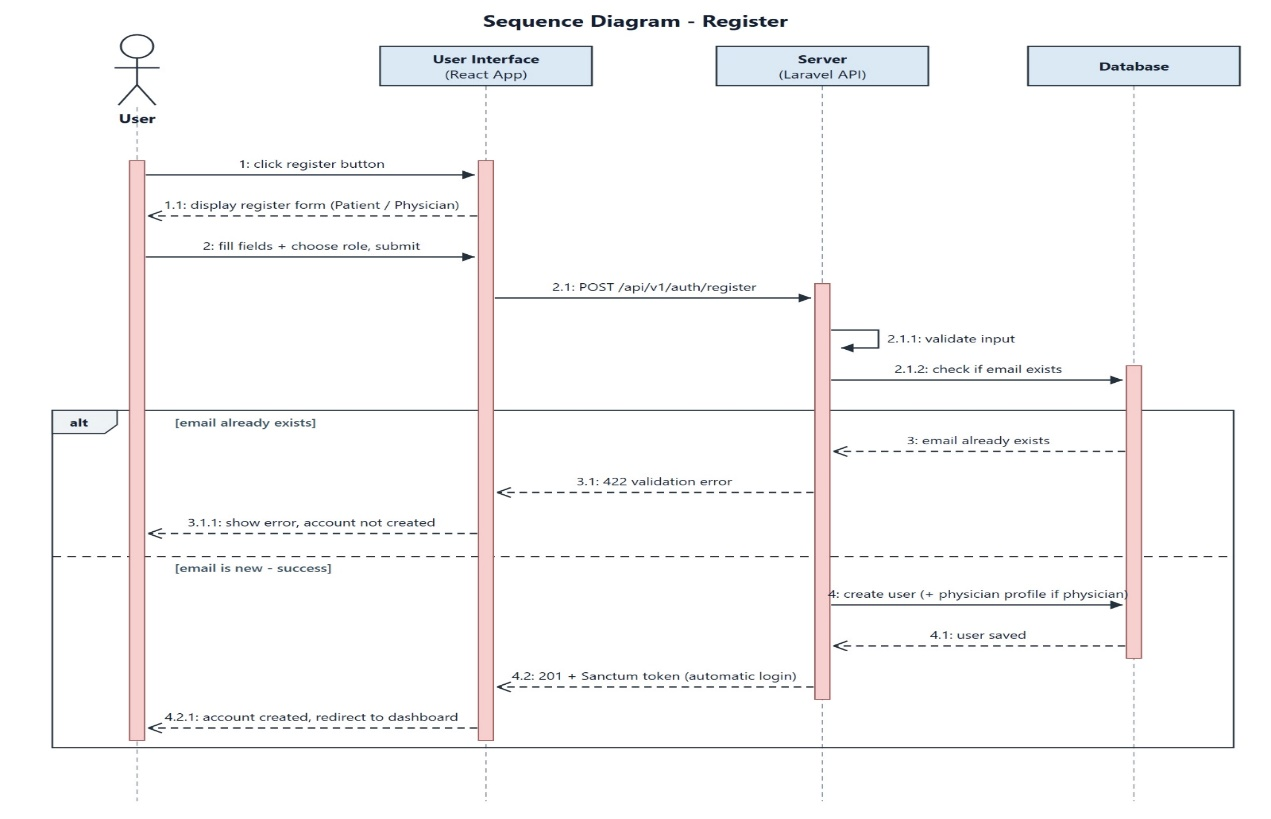 Sequence Diagram - Register
User Interface
(React App)
Server
(Laravel API)
Database
User
1: click register button
1.1: display register form (Patient / Physician)
2: fill fields + choose role, submit
2.1: POST /api/v1/auth/register
2.1.1: validate input
2.1.2: check if email exists
alt
[email already exists]
3: email already exists
3.1: 422 validation error
3.1.1: show error, account not created
[email is new - success]
4: create user (+ physician profile if physician)
4.1: user saved
4.2: 201 + Sanctum token (automatic login)
4.2.1: account created, redirect to dashboard